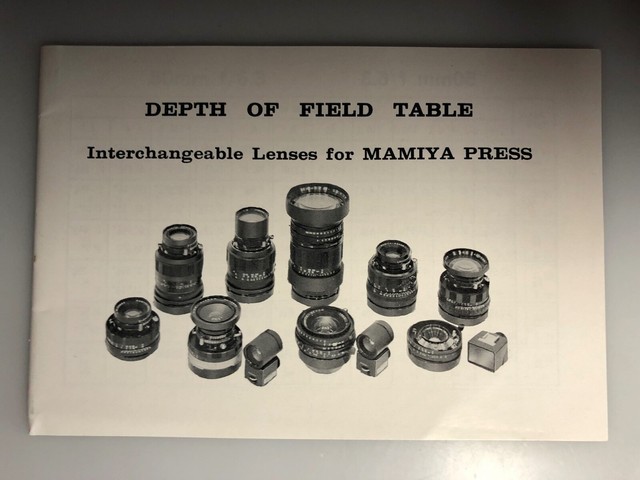 DEPTH OF FIELD TABLE
Interchangeable Lenses for MAMIYA PRESS